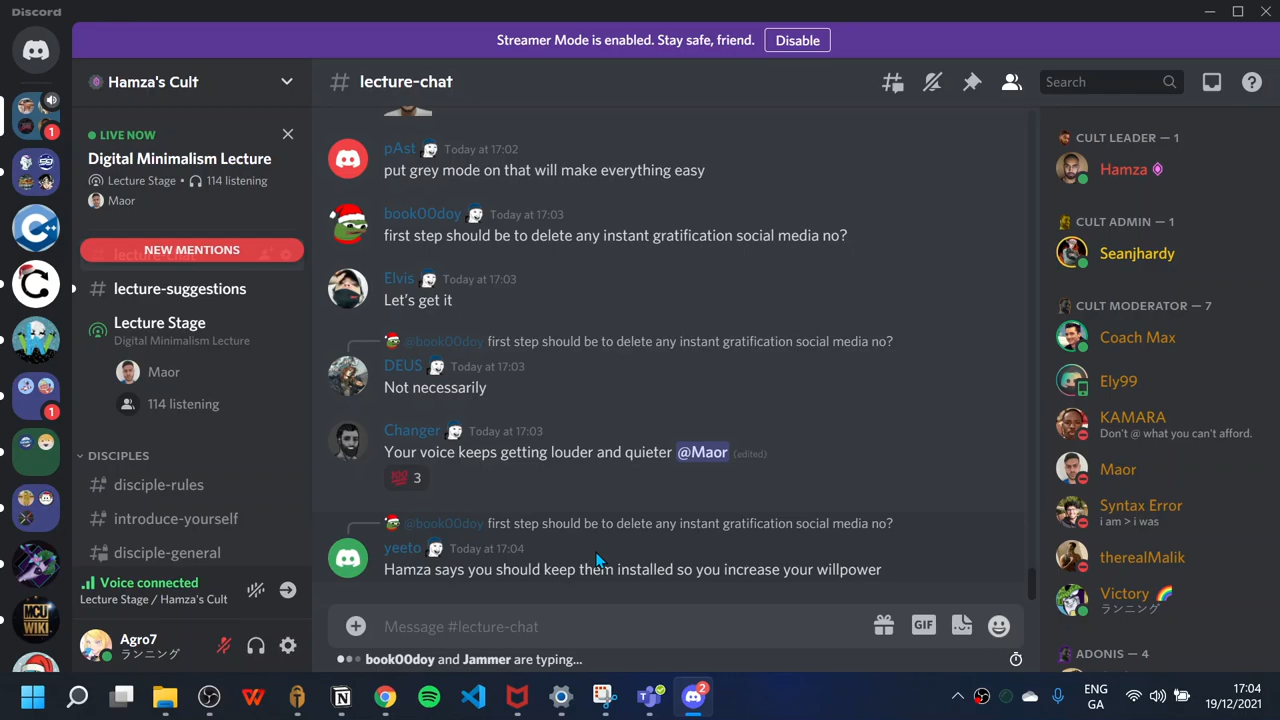 Discord
Streamer Mode is enabled. Stay safe, friend.
Disable
1
1
MCU
WIKI
Hamza's Cult
LIVE NOW
Digital Minimalism Lecture
Lecture Stage • 114 listening
Maor
NEW MENTIONS
lecture-chat
lecture-suggestions
Lecture Stage
Digital Minimalism Lecture
Maor
114 listening
DISCIPLES
disciple-rules
introduce-yourself
disciple-general
Voice connected
Lecture Stage / Hamza's Cult
Agro7
ランニング
# lecture-chat
Search
pAst Today at 17:02
put grey mode on that will make everything easy
book00doy Today at 17:03
first step should be to delete any instant gratification social media no?
Elvis Today at 17:03
Let's get it
@book00doy first step should be to delete any instant gratification social media no?
DEUS Today at 17:03
Not necessarily
Changer Today at 17:03
Your voice keeps getting louder and quieter @Maor (edited)
3
@book00doy first step should be to delete any instant gratification social media no?
yeeto Today at 17:04
Hamza says you should keep them installed so you increase your willpower
Message #lecture-chat
GIF
book00doy and Jammer are typing...
CULT LEADER — 1
Hamza
CULT ADMIN — 1
Seanjhardy
CULT MODERATOR — 7
Coach Max
Ely99
KAMARA
Don't @ what you can't afford.
Maor
Syntax Error
i am > i was
therealMalik
Victory
ランニング
ADONIS — 4
2
ENG
GA
17:04
19/12/2021